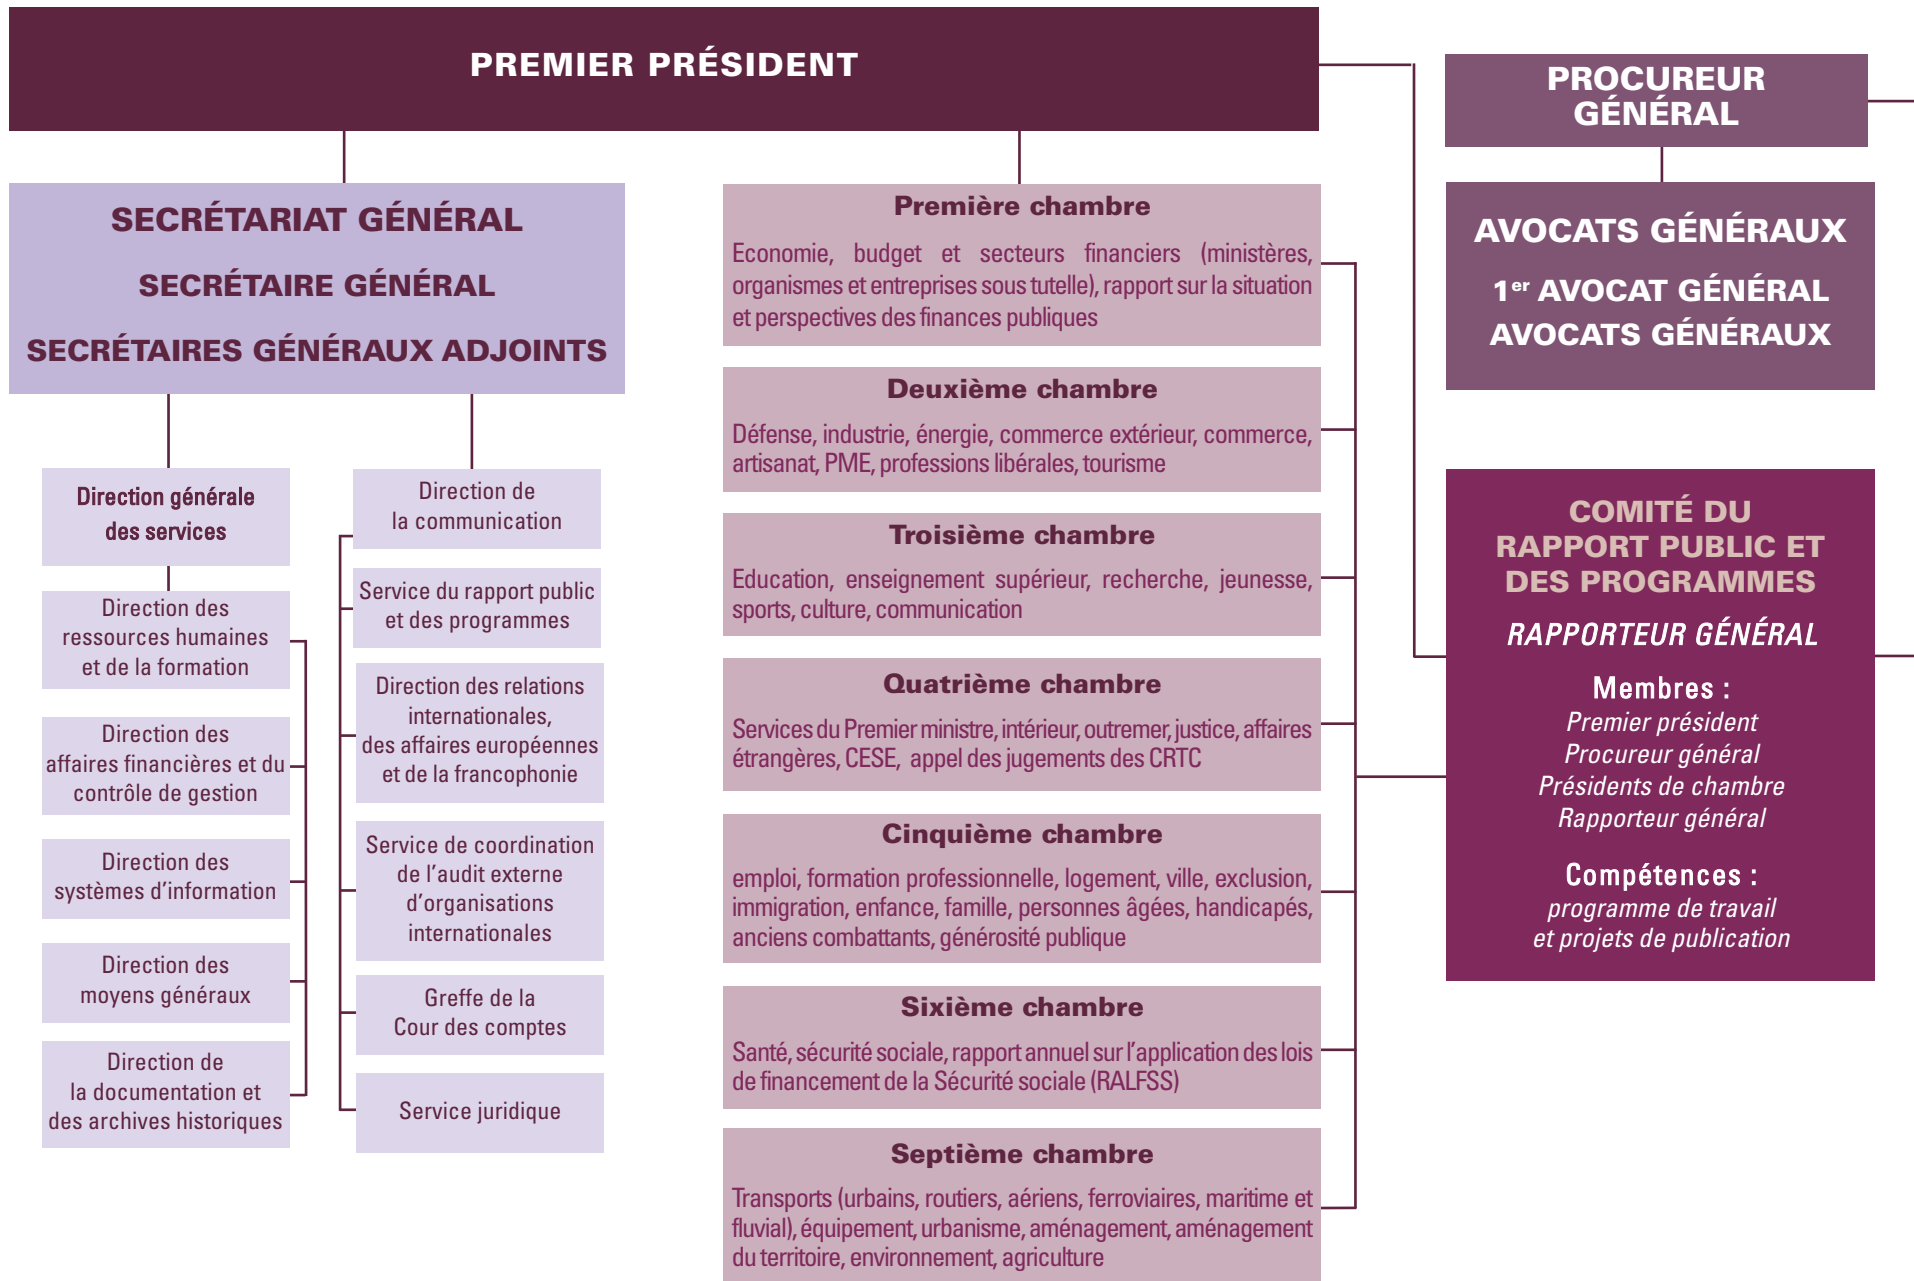 PREMIER PRÉSIDENT
PROCUREUR
GÉNÉRAL
SECRÉTARIAT GÉNÉRAL
SECRÉTAIRE GÉNÉRAL
SECRÉTAIRES GÉNÉRAUX ADJOINTS
AVOCATS GÉNÉRAUX
1er AVOCAT GÉNÉRAL
AVOCATS GÉNÉRAUX
Direction générale
des services
Direction des
ressources humaines
et de la formation
Direction des
affaires financières et du
contrôle de gestion
Direction des
systèmes d'information
Direction des
moyens généraux
Direction de
la documentation et
des archives historiques
Direction de
la communication
Service du rapport public
et des programmes
Direction des relations
internationales,
des affaires européennes
et de la francophonie
Service de coordination
de l'audit externe
d'organisations
internationales
Greffe de la
Cour des comptes
Service juridique
Première chambre
Economie, budget et secteurs financiers (ministères,
organismes et entreprises sous tutelle), rapport sur la situation
et perspectives des finances publiques
Deuxième chambre
Défense, industrie, énergie, commerce extérieur, commerce,
artisanat, PME, professions libérales, tourisme
Troisième chambre
Education, enseignement supérieur, recherche, jeunesse,
sports, culture, communication
Quatrième chambre
Services du Premier ministre, intérieur, outremer, justice, affaires
étrangères, CESE, appel des jugements des CRTC
Cinquième chambre
emploi, formation professionnelle, logement, ville, exclusion,
immigration, enfance, famille, personnes âgées, handicapés,
anciens combattants, générosité publique
Sixième chambre
Santé, sécurité sociale, rapport annuel sur l'application des lois
de financement de la Sécurité sociale (RALFSS)
Septième chambre
Transports (urbains, routiers, aériens, ferroviaires, maritime et
fluvial), équipement, urbanisme, aménagement, aménagement
du territoire, environnement, agriculture
COMITÉ DU
RAPPORT PUBLIC ET
DES PROGRAMMES
RAPPORTEUR GÉNÉRAL
Membres :
Premier président
Procureur général
Présidents de chambre
Rapporteur général
Compétences :
programme de travail
et projets de publication